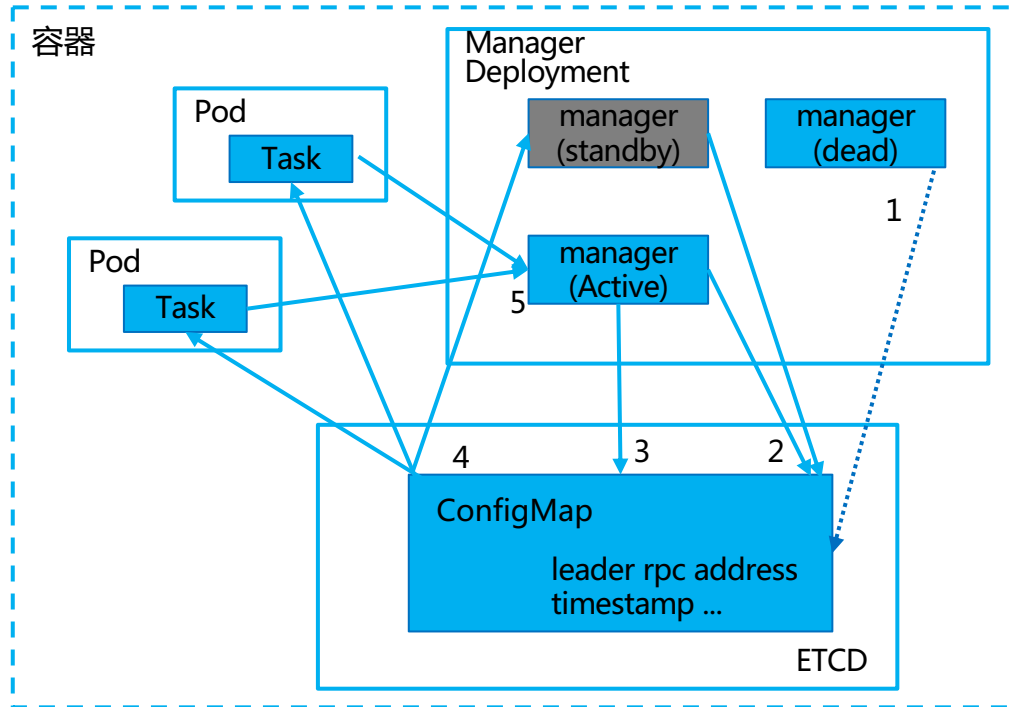 容器
Manager
Deployment
Pod
Task
manager
(standby)
manager
(dead)
1
Pod
Task
manager
(Active)
5
4
3
2
ConfigMap
leader rpc address
timestamp ...
ETCD